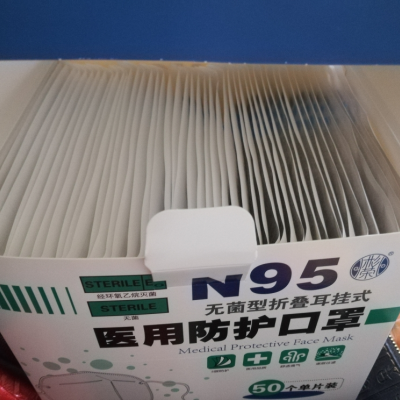 STERILE
N95
经环氧乙烷灭菌
无菌型折叠耳挂式
STERILE
无菌
医用防护口罩
Medical Protective Face Mask
50个单片装